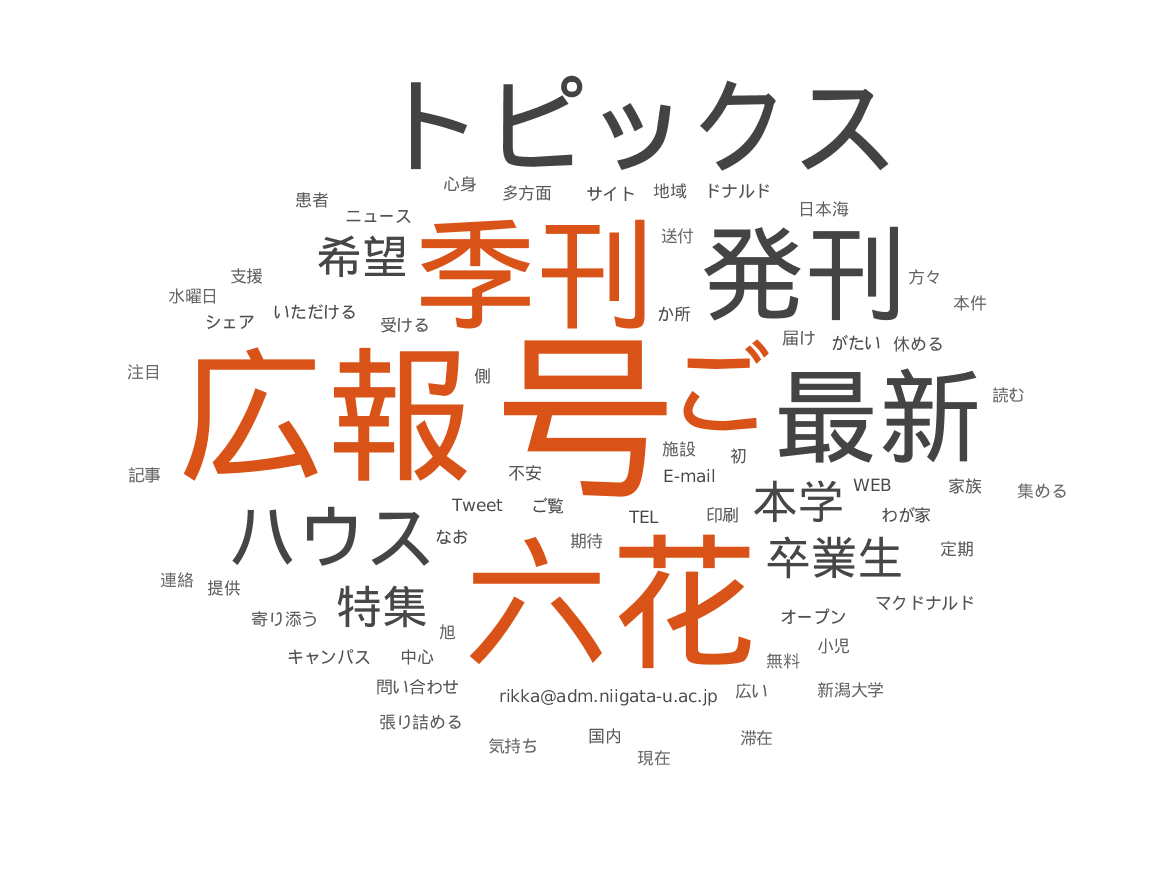 トピックス
心身
多方面
サイト
地域
ドナルド
患者
ニュース
日本海
季刊
発刊
希望
送付
支援
方々
水曜日
いただける
か所
本件
シェア
受ける
届け
がたい
休める
注目
広報
側
号
ご
最新
読む
施設
初
記事
不安
E-mail
本学
WEB
家族
集める
Tweet
ご覧
TEL
印刷
わが家
ハウス
なお
期待
卒業生
定期
六花
連絡
提供
特集
マクドナルド
寄り添う
旭
オープン
小児
キャンパス
中心
無料
問い合わせ
rikka@adm.niigata-u.ac.jp
広い
新潟大学
張り詰める
気持ち
国内
滞在
現在